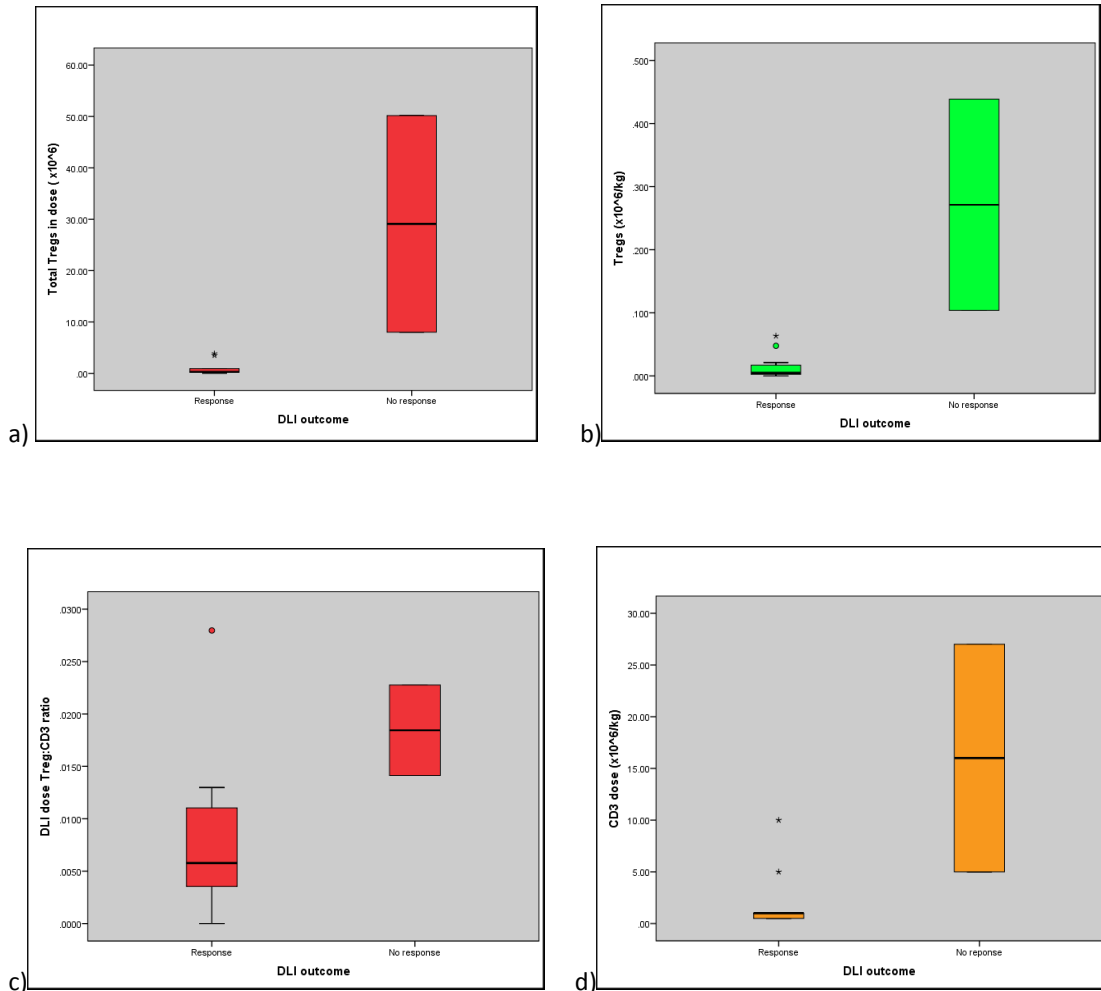 60.00
50.00
40.00
30.00
20.00
10.00
.00
Total Tregs in dose ( x10^6)
Response
No response
DLI outcome
a)
.500
.400
.300
.200
.100
.000
Tregs (x10^6/kg)
Response
No response
DLI outcome
b)
.0300
.0250
.0200
.0150
.0100
.0050
.0000
DLI dose Treg:CD3 ratio
Response
No response
DLI outcome
c)
30.00
25.00
20.00
15.00
10.00
5.00
.00
CD3 dose (x10^6/kg)
Response
No reponse
DLI outcome
d)